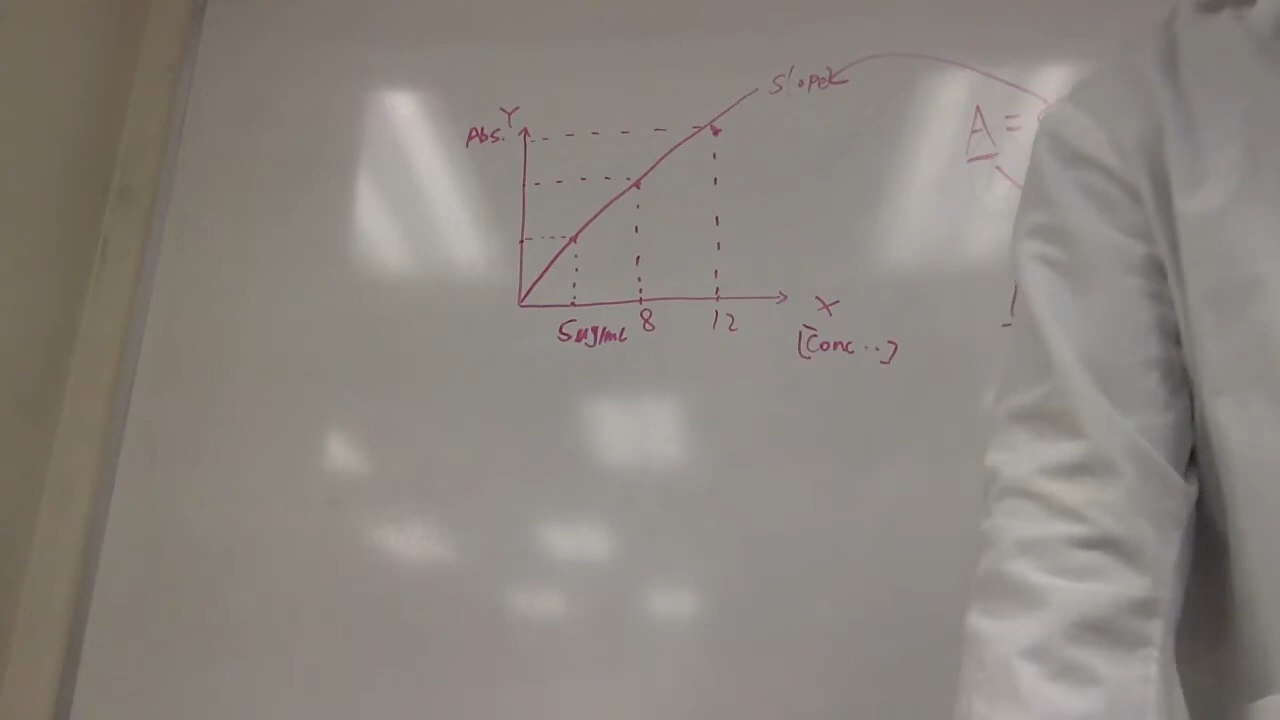 Slope
Y
Abs.
A =
5ug/mL 8 12
X
[Conc..]